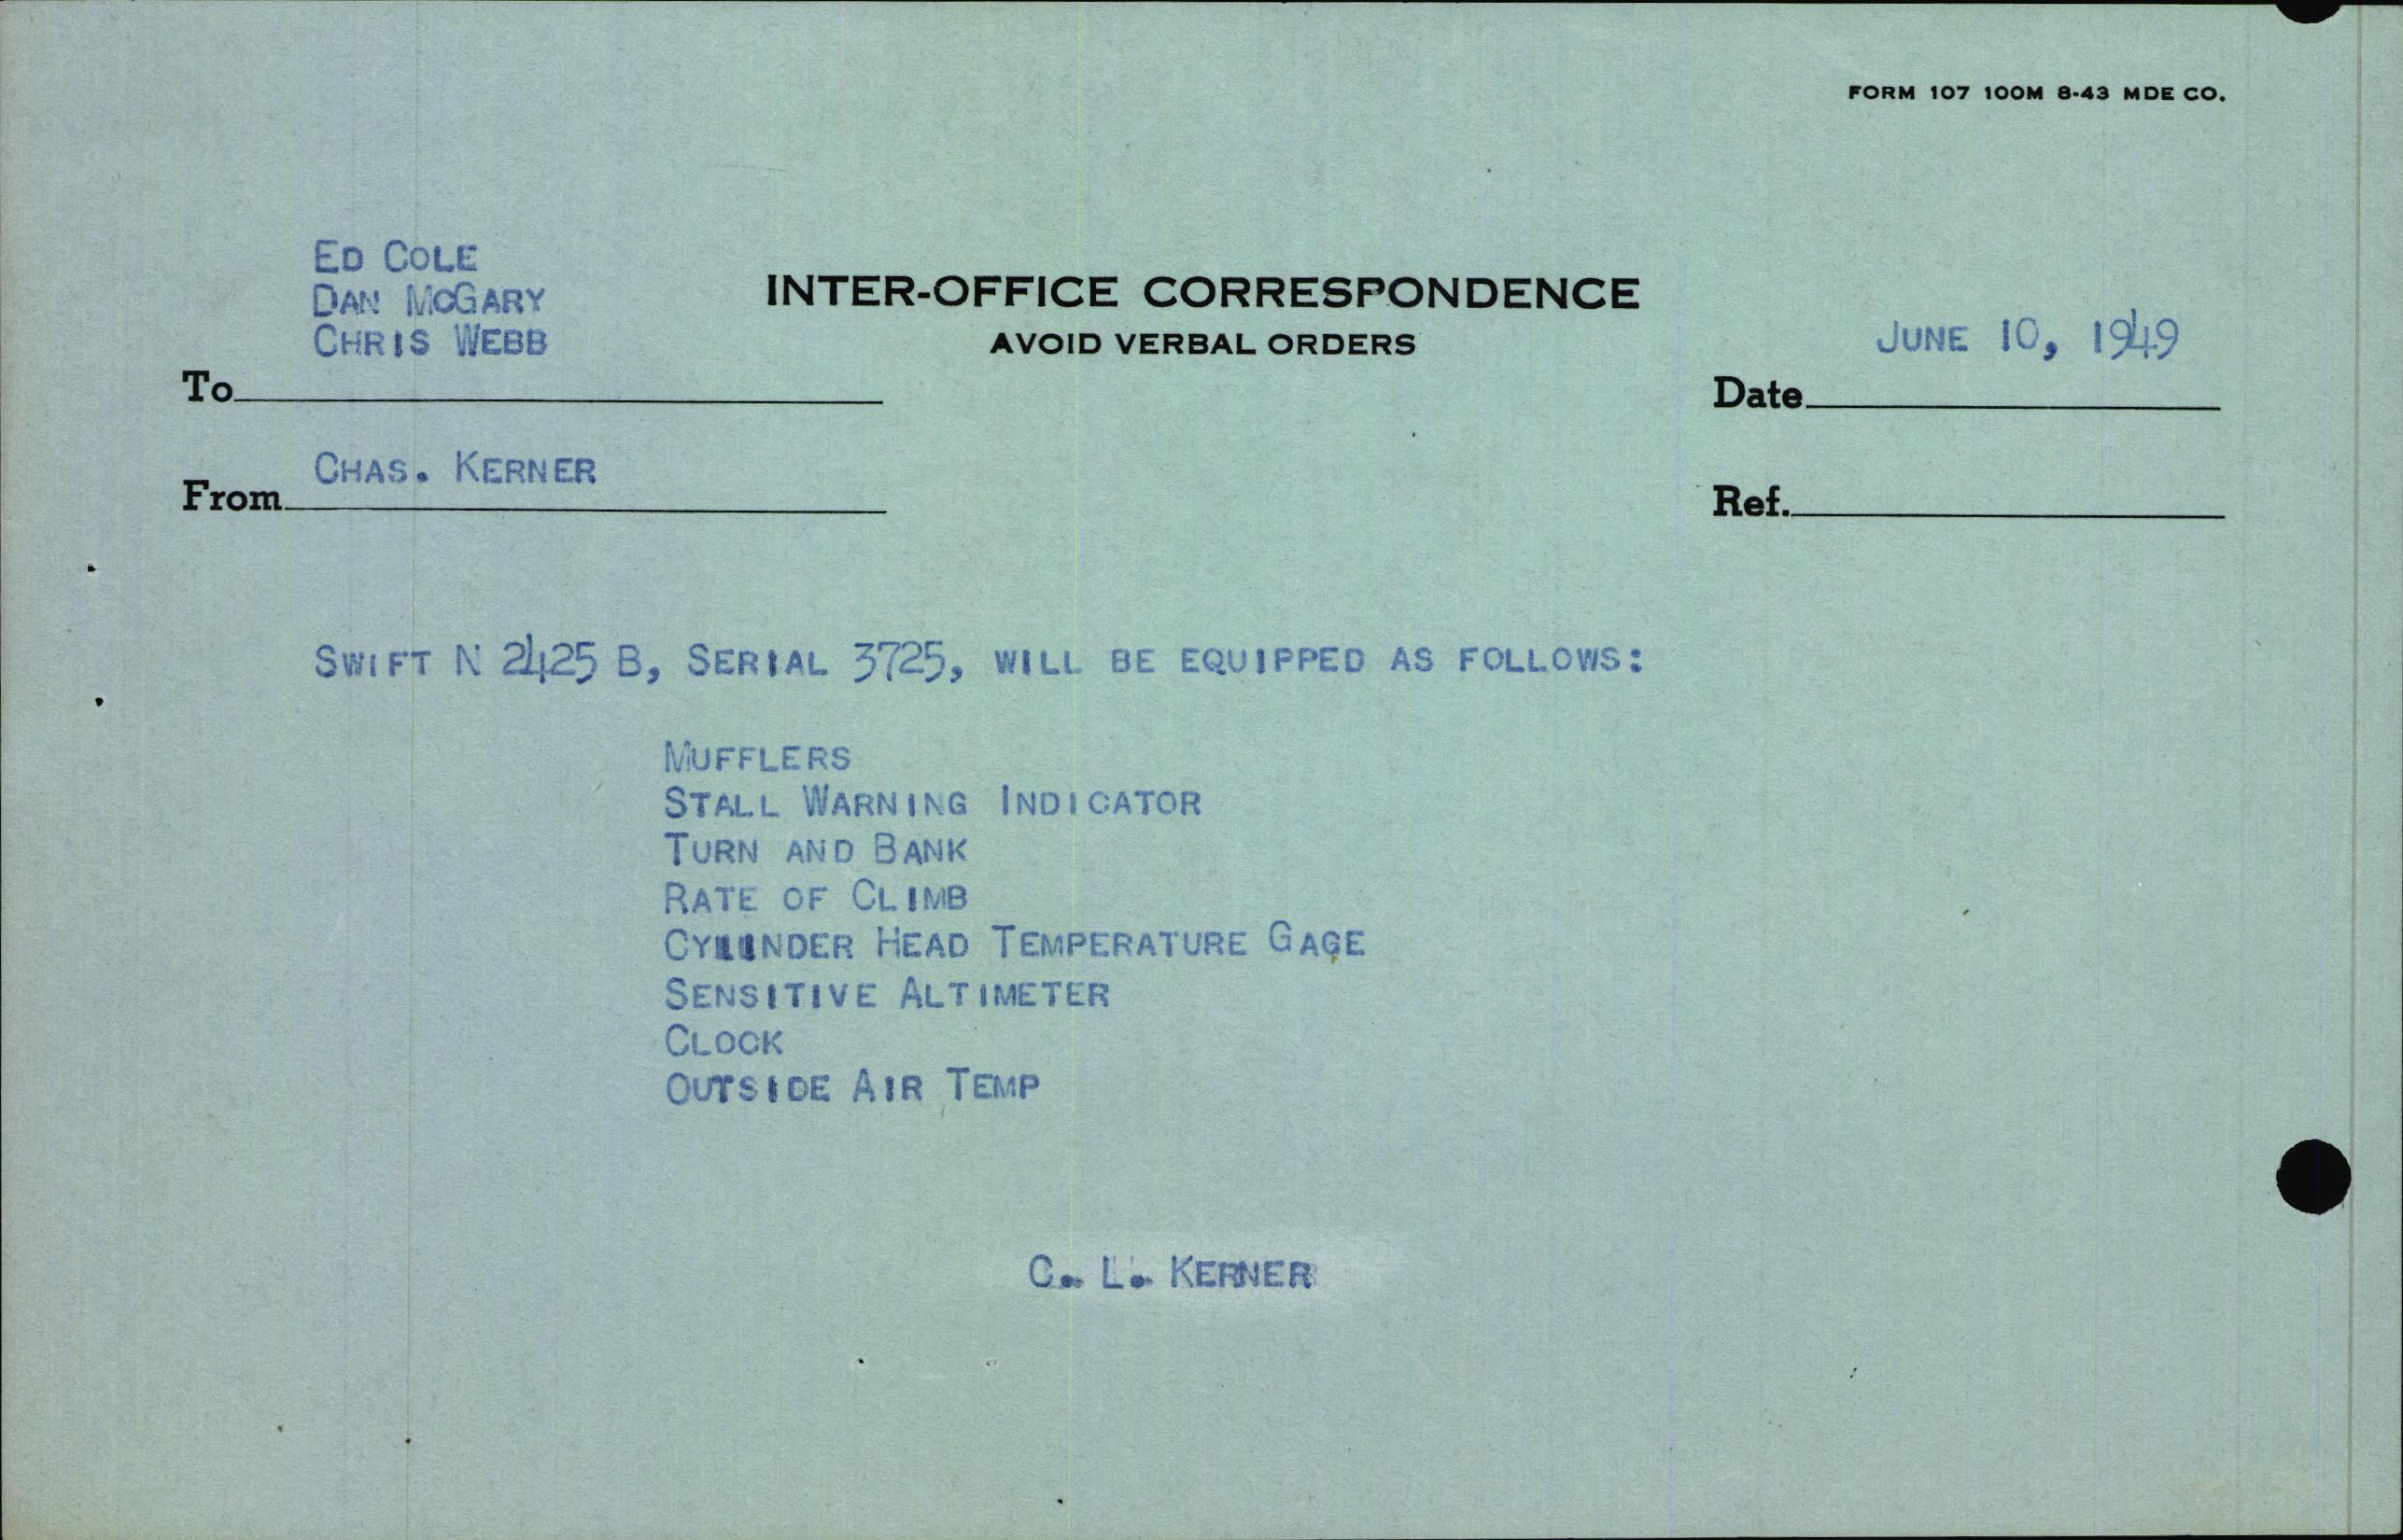 FORM 107 100M 8-43 MDE CO.
ED COLE
DAN MCGARY
CHRIS WEBB
INTER-OFFICE CORRESPONDENCE
AVOID VERBAL ORDERS
JUNE 10, 1949
To
Date
CHAS. KERNER
From
Ref.
SWIFT N 2425 B, SERIAL 3725, WILL BE EQUIPPED AS FOLLOWS:
MUFFLERS
STALL WARNING INDICATOR
TURN AND BANK
RATE OF CLIMB
CYLINDER HEAD TEMPERATURE GAGE
SENSITIVE ALTIMETER
CLOCK
OUTSIDE AIR TEMP
C. L. KERNER